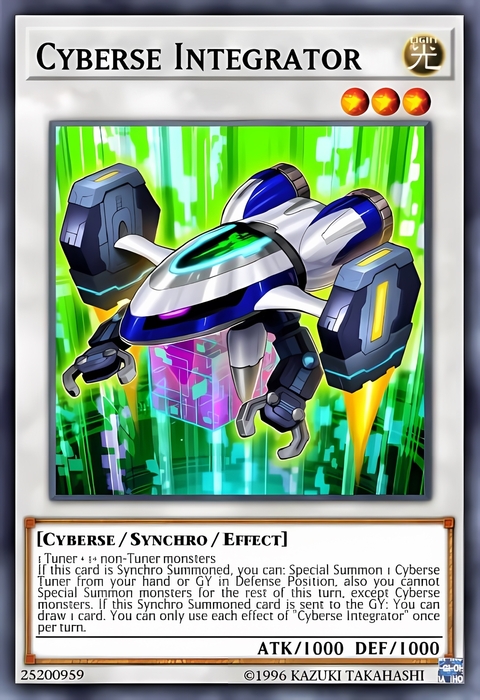 CYBERSE INTEGRATOR
LIGHT
光
[CYBERSE / SYNCHRO / EFFECT]
1 Tuner + 1+ non-Tuner monsters
If this card is Synchro Summoned, you can: Special Summon 1 Cyberse
Tuner from your hand or GY in Defense Position, also you cannot
Special Summon monsters for the rest of this turn, except Cyberse
monsters. If this Synchro Summoned card is sent to the GY: You can
draw 1 card. You can only use each effect of "Cyberse Integrator" once
per turn.
ATK/1000 DEF/1000
25200959
©1996 KAZUKI TAKAHASHI